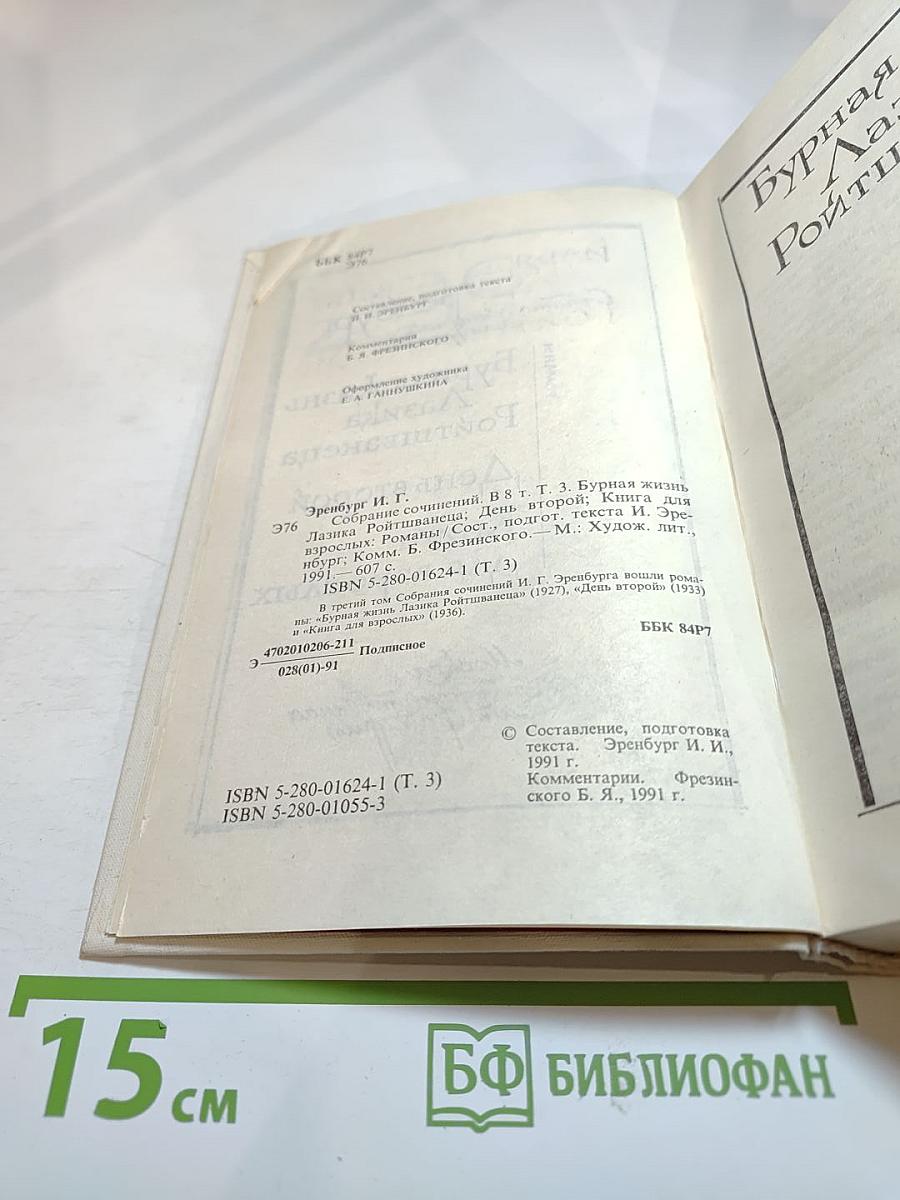 ББК 84Р7
Э76
Составление, подготовка текста
И. И. ЭРЕНБУРГ
Комментарии
Б. Я. ФРЕЗИНСКОГО
Оформление художника
Е. А. ГАННУШКИНА
Эренбург И. Г.
Э76 Собрание сочинений. В 8 т. Т. 3. Бурная жизнь
Лазика Ройтшванеца; День второй; Книга для
взрослых: Романы / Сост., подгот. текста И. Эре-
нбург; Комм. Б. Фрезинского.— М.: Худож. лит.,
1991.— 607 с.
ISBN 5-280-01624-1 (Т. 3)
В третий том Собрания сочинений И. Г. Эренбурга вошли рома-
ны: «Бурная жизнь Лазика Ройтшванеца» (1927), «День второй» (1933)
и «Книга для взрослых» (1936).
Э 4702010206-211 Подписное
028(01)-91
ББК 84Р7
© Составление, подготовка
текста. Эренбург И. И.,
1991 г.
Комментарии. Фрезин-
ского Б. Я., 1991 г.
ISBN 5-280-01624-1 (Т. 3)
ISBN 5-280-01055-3
Бурная
15 см
БФ БИБЛИОФАН